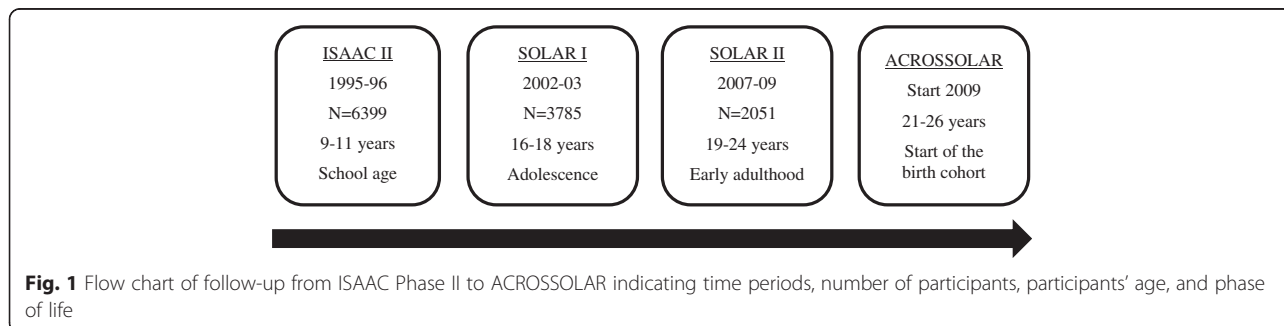 ISAAC II
1995-96
N=6399
9-11 years
School age
SOLAR I
2002-03
N=3785
16-18 years
Adolescence
SOLAR II
2007-09
N=2051
19-24 years
Early adulthood
ACROSSOLAR
Start 2009
21-26 years
Start of the
birth cohort
Fig. 1 Flow chart of follow-up from ISAAC Phase II to ACROSSOLAR indicating time periods, number of participants, participants’ age, and phase
of life